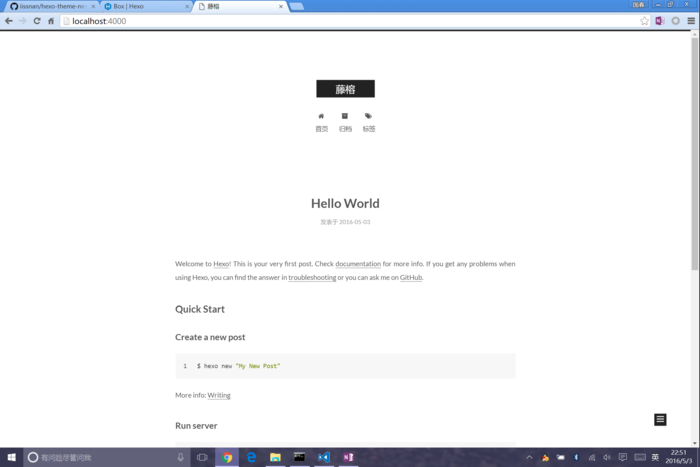 iissnan/hexo-theme-ne
Box | Hexo
藤榕
localhost:4000
藤榕
首页 归档 标签
Hello World
发表于 2016-05-03
Welcome to Hexo! This is your very first post. Check documentation for more info. If you get any problems when
using Hexo, you can find the answer in troubleshooting or you can ask me on GitHub.
Quick Start
Create a new post
1 $ hexo new "My New Post"
More info: Writing
Run server
有问题尽管问我
英
22:51
2016/5/3